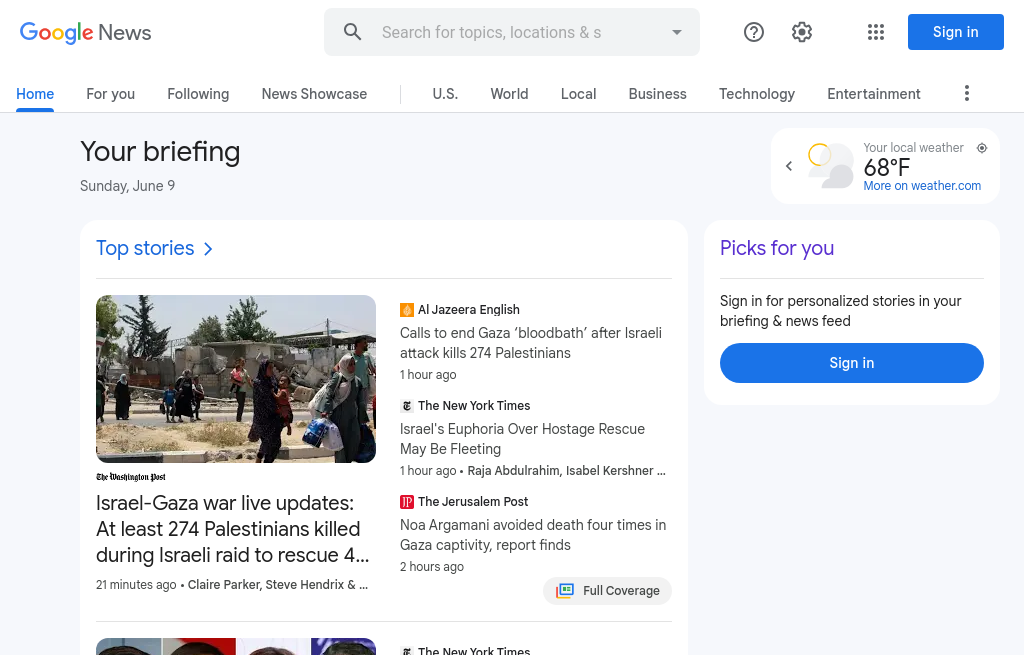 Google News
Search for topics, locations & s
Sign in
Home For you Following News Showcase U.S. World Local Business Technology Entertainment
Your briefing
Sunday, June 9
Your local weather
68°F
More on weather.com
Top stories
The Washington Post
Israel-Gaza war live updates:
At least 274 Palestinians killed
during Israeli raid to rescue 4...
21 minutes ago • Claire Parker, Steve Hendrix & ...
Al Jazeera English
Calls to end Gaza ‘bloodbath’ after Israeli
attack kills 274 Palestinians
1 hour ago
The New York Times
Israel's Euphoria Over Hostage Rescue
May Be Fleeting
1 hour ago • Raja Abdulrahim, Isabel Kershner ...
JP The Jerusalem Post
Noa Argamani avoided death four times in
Gaza captivity, report finds
2 hours ago
Full Coverage
The New York Times
Picks for you
Sign in for personalized stories in your
briefing & news feed
Sign in